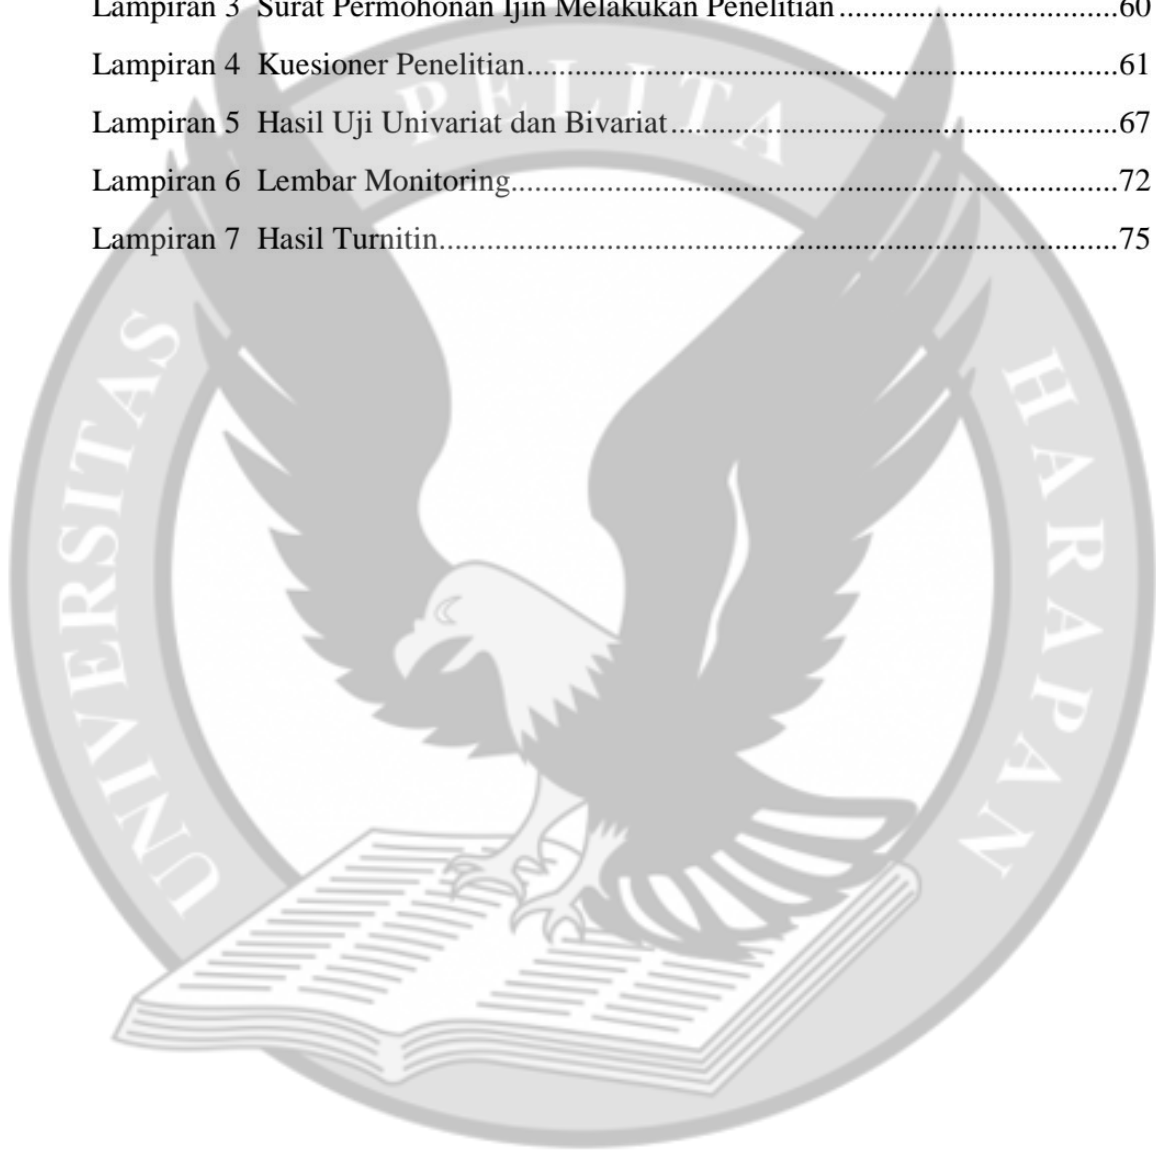 Lampiran 3 Surat Permohonan Ijin Melakukan Penelitian....................................60
Lampiran 4 Kuesioner Penelitian...........................................................................61
Lampiran 5 Hasil Uji Univariat dan Bivariat.........................................................67
Lampiran 6 Lembar Monitoring.............................................................................72
Lampiran 7 Hasil Turnitin......................................................................................75
UNIVERSITAS PELITA HARAPAN